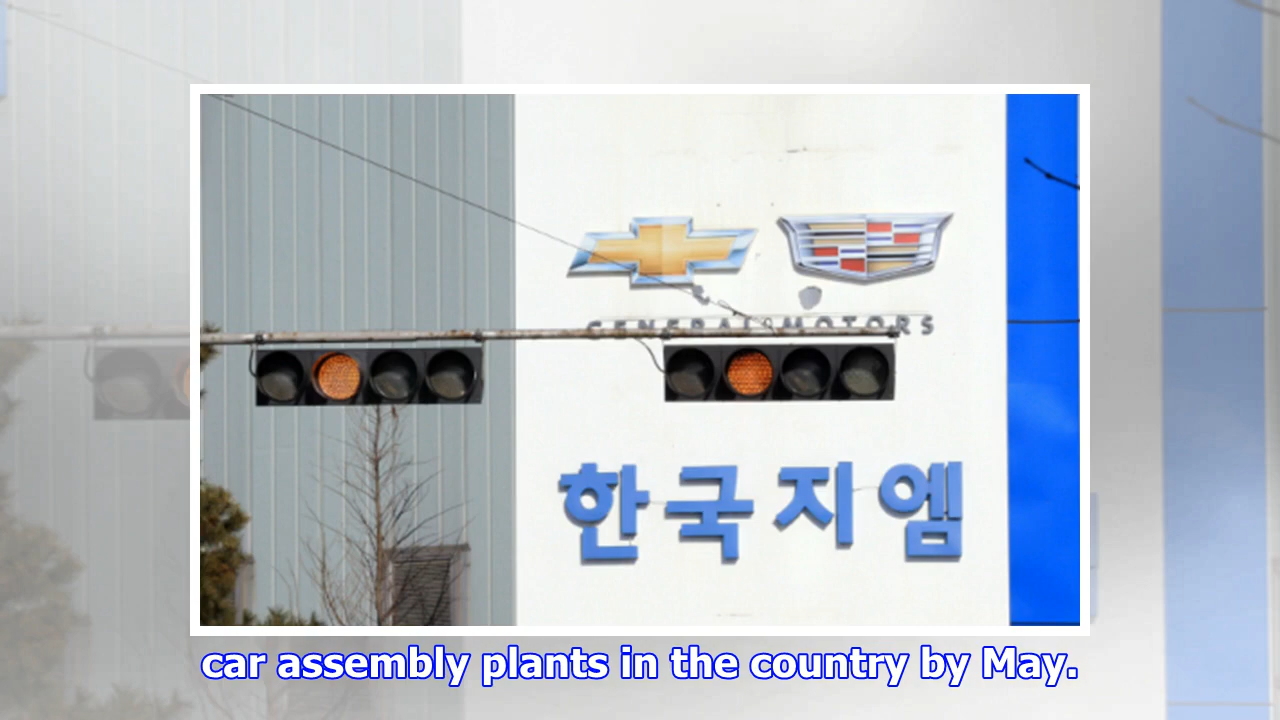 GENERAL MOTORS
한국지엠
car assembly plants in the country by May.